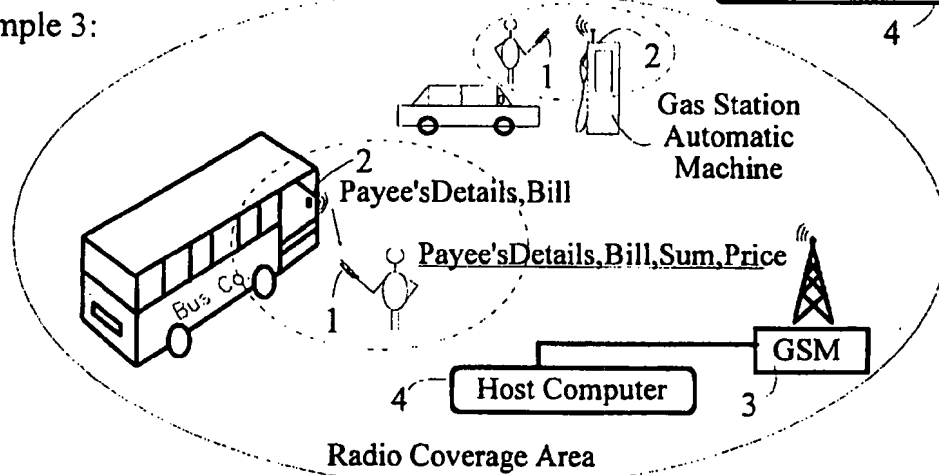 mple 3:
4
1
2
Gas Station
Automatic
Machine
2
Payee'sDetails,Bill
Payee'sDetails,Bill,Sum,Price
Bus Co.
1
GSM
4
Host Computer
3
Radio Coverage Area